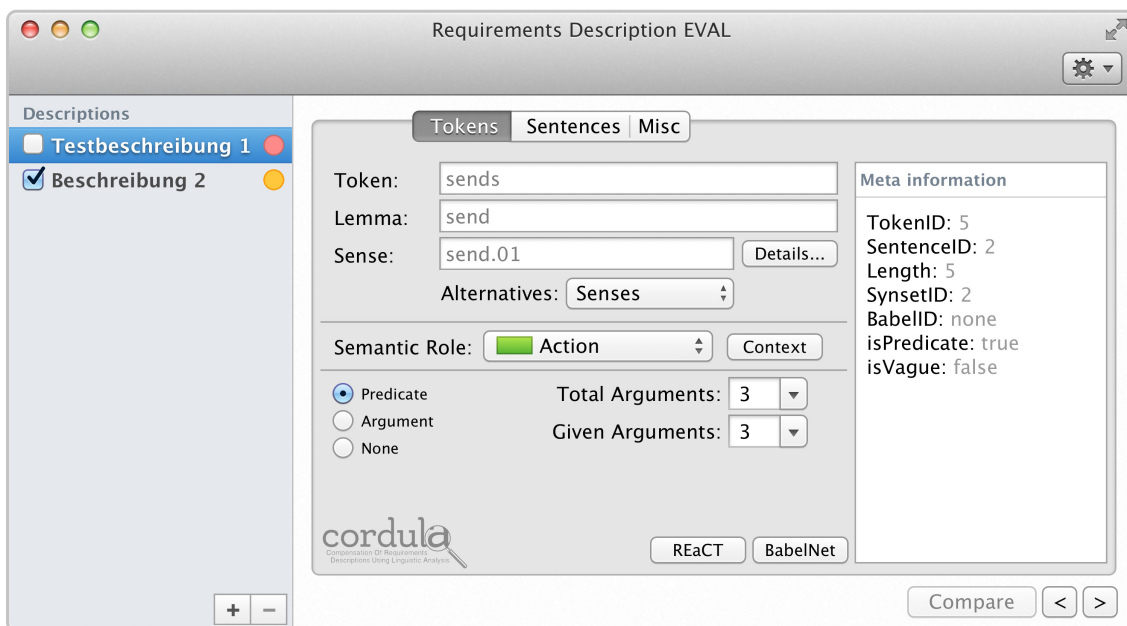 Requirements Description EVAL
Descriptions
Testbeschreibung 1
Beschreibung 2
+ −
Tokens Sentences Misc
Token: sends
Lemma: send
Sense: send.01 Details...
Alternatives: Senses
Semantic Role: Action Context
Predicate
Argument
None
Total Arguments: 3
Given Arguments: 3
cordula
Compensation Of Requirements
Descriptions Using Linguistic Analysis
REaCT BabelNet
Meta information
TokenID: 5
SentenceID: 2
Length: 5
SynsetID: 2
BabelID: none
isPredicate: true
isVague: false
Compare < >